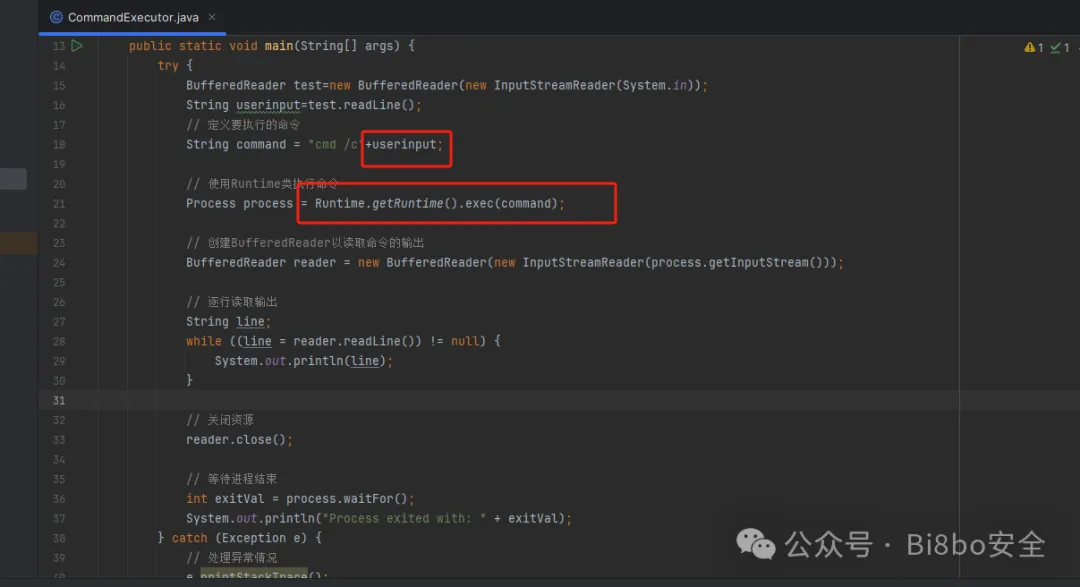 CommandExecutor.java ×
1 1
13 public static void main(String[] args) {
14 try {
15 BufferedReader test=new BufferedReader(new InputStreamReader(System.in));
16 String userinput=test.readLine();
17 // 定义要执行的命令
18 String command = "cmd /c"+userinput;
19
20 // 使用Runtime类执行命令
21 Process process = Runtime.getRuntime().exec(command);
22
23 // 创建BufferedReader以读取命令的输出
24 BufferedReader reader = new BufferedReader(new InputStreamReader(process.getInputStream()));
25
26 // 逐行读取输出
27 String line;
28 while ((line = reader.readLine()) != null) {
29 System.out.println(line);
30 }
31
32 // 关闭资源
33 reader.close();
34
35 // 等待进程结束
36 int exitVal = process.waitFor();
37 System.out.println("Process exited with: " + exitVal);
38 } catch (Exception e) {
39 // 处理异常情况
40 e.printStackTrace();
公众号 · Bi8bo安全